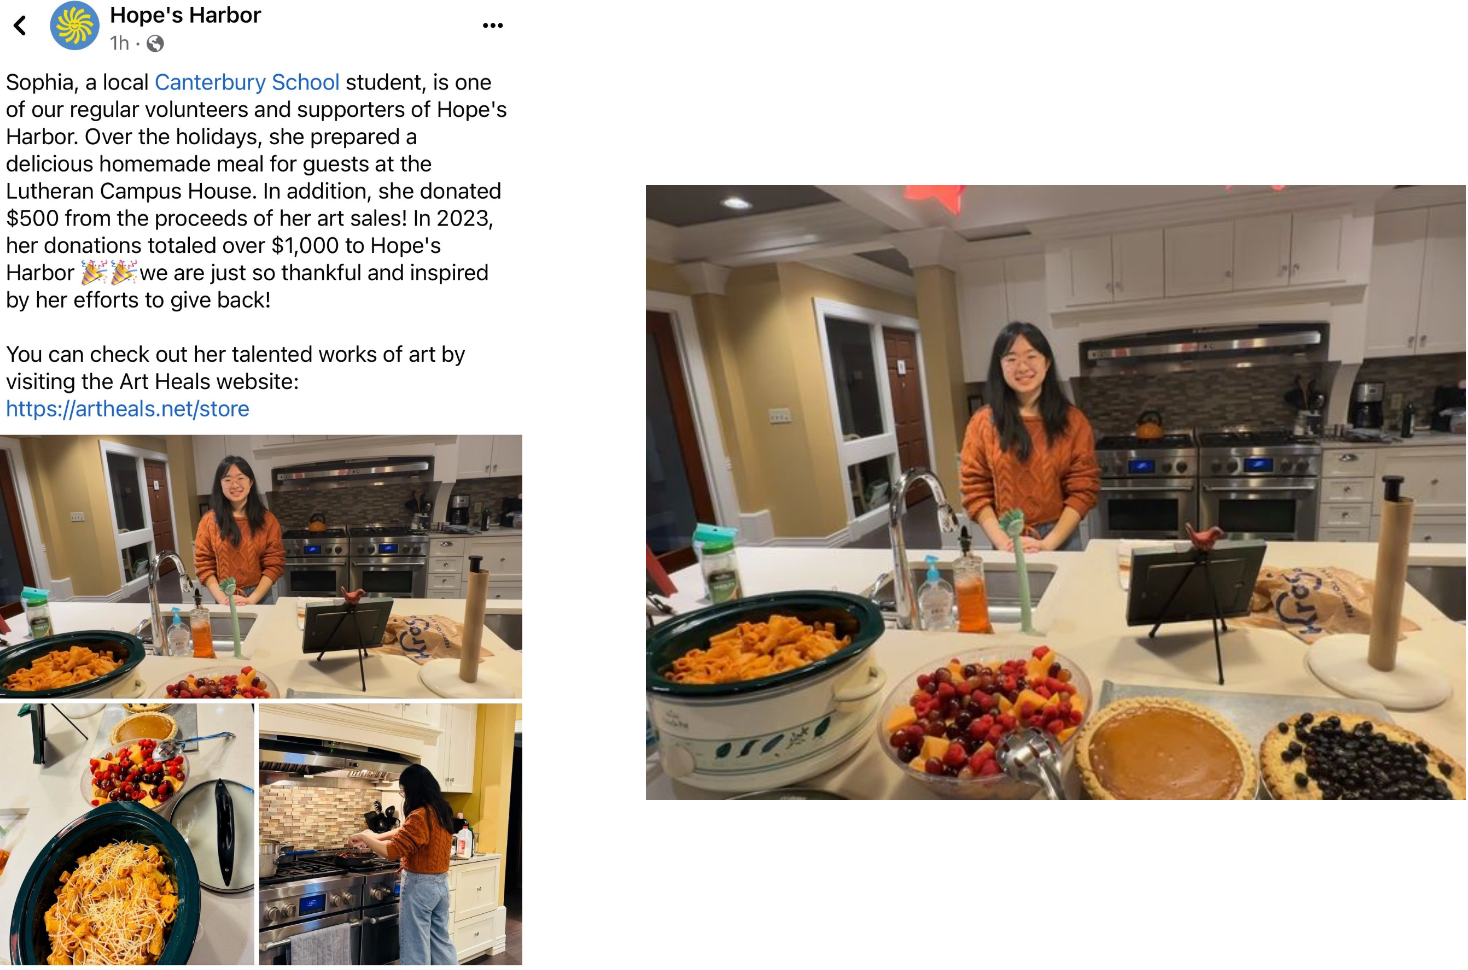 Hope's Harbor
1h ·
Sophia, a local Canterbury School student, is one
of our regular volunteers and supporters of Hope's
Harbor. Over the holidays, she prepared a
delicious homemade meal for guests at the
Lutheran Campus House. In addition, she donated
$500 from the proceeds of her art sales! In 2023,
her donations totaled over $1,000 to Hope's
Harbor 🎉🎉we are just so thankful and inspired
by her efforts to give back!
You can check out her talented works of art by
visiting the Art Heals website:
https://artheals.net/store
Kroger